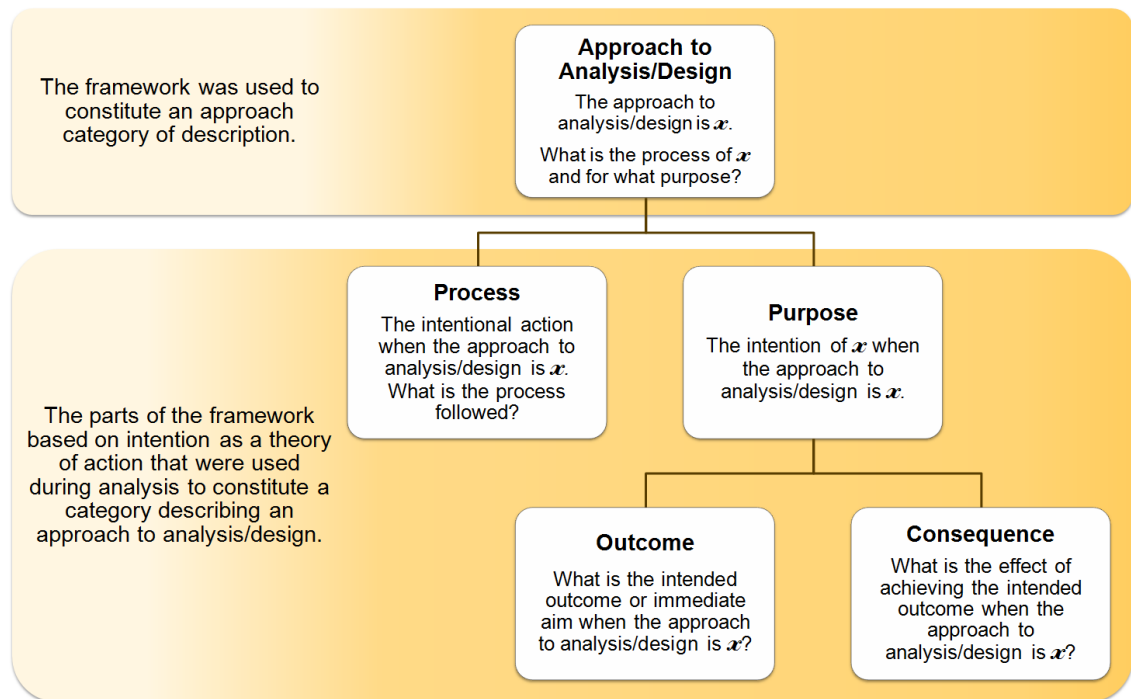 The framework was used to
constitute an approach
category of description.
Approach to
Analysis/Design
The approach to
analysis/design is x.
What is the process of x
and for what purpose?
The parts of the framework
based on intention as a theory
of action that were used
during analysis to constitute a
category describing an
approach to analysis/design.
Process
The intentional action
when the approach to
analysis/design is x.
What is the process
followed?
Purpose
The intention of x when
the approach to
analysis/design is x.
Outcome
What is the intended
outcome or immediate
aim when the approach
to analysis/design is x?
Consequence
What is the effect of
achieving the intended
outcome when the
approach to
analysis/design is x?